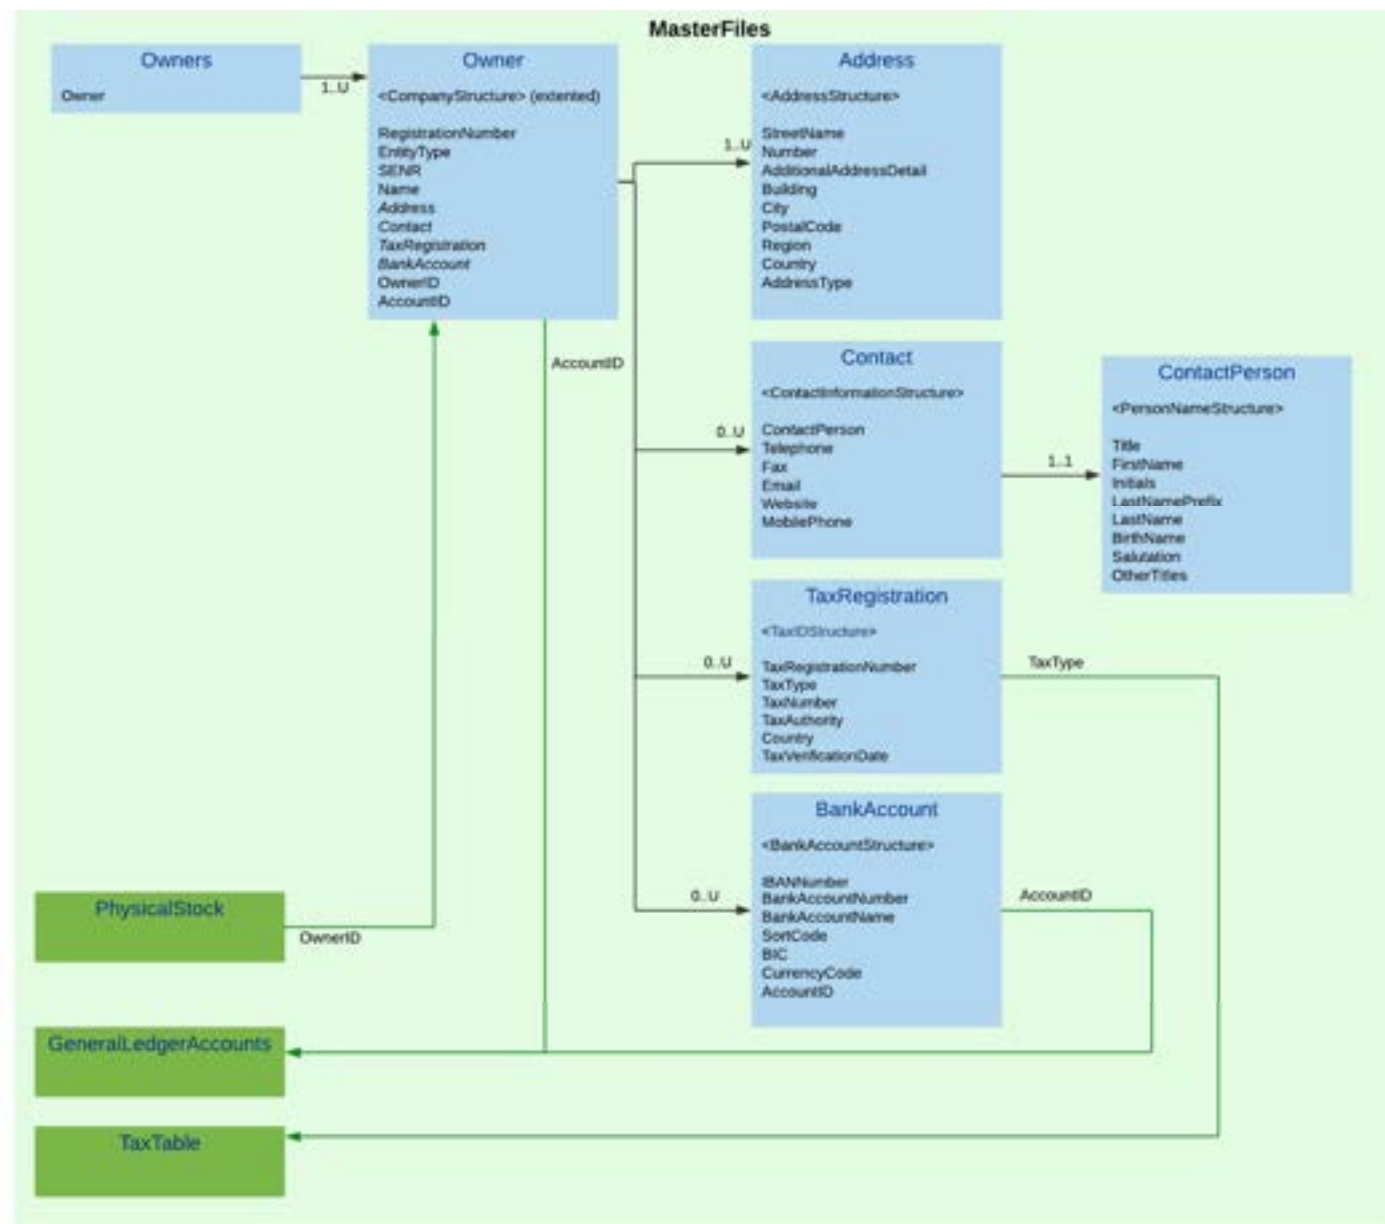 MasterFiles
Owners
Owner
1..U
Owner
<CompanyStructure> (extented)
RegistrationNumber
EntityType
SENR
Name
Address
Contact
TaxRegistration
BankAccount
OwnerID
AccountID
AccountID
1..U
Address
<AddressStructure>
StreetName
Number
AdditionalAddressDetail
Building
City
PostalCode
Region
Country
AddressType
0..U
Contact
<ContactInformationStructure>
ContactPerson
Telephone
Fax
Email
Website
MobilePhone
1..1
ContactPerson
<PersonNameStructure>
Title
FirstName
Initials
LastNamePrefix
LastName
BirthName
Salutation
OtherTitles
0..U
TaxRegistration
<TaxIDStructure>
TaxRegistrationNumber
TaxType
TaxNumber
TaxAuthority
Country
TaxVerificationDate
TaxType
0..U
BankAccount
<BankAccountStructure>
IBANNumber
BankAccountNumber
BankAccountName
SortCode
BIC
CurrencyCode
AccountID
AccountID
PhysicalStock
OwnerID
GeneralLedgerAccounts
TaxTable